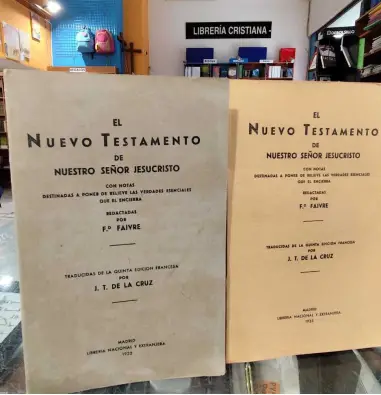 LIBRERÍA CRISTIANA -
EL
NUEVO TESTAMENTO
DE
NUESTRO SEÑOR JESUCRISTO
CON NOTAS
DESTINADAS A PONER DE RELIEVE LAS VERDADES ESENCIALES
QUE EL ENCIERRA
REDACTADAS
POR
F.º FAIVRE
TRADUCIDAS DE LA QUINTA EDICION FRANCESA
POR
J. T. DE LA CRUZ
MADRID
LIBRERIA NACIONAL Y EXTRANJERA
EL
NUEVO TESTAMENTO
DE
NUESTRO SEÑOR JESUCRISTO
CON NOTAS
DESTINADAS A PONER DE RELIEVE LAS VERDADES ESENCIALES
QUE EL ENCIERRA
REDACTADAS
POR
F.º FAIVRE
TRADUCIDAS DE LA QUINTA EDICION FRANCESA
POR
J. T. DE LA CRUZ
MADRID
LIBRERIA NACIONAL Y EXTRANJERA